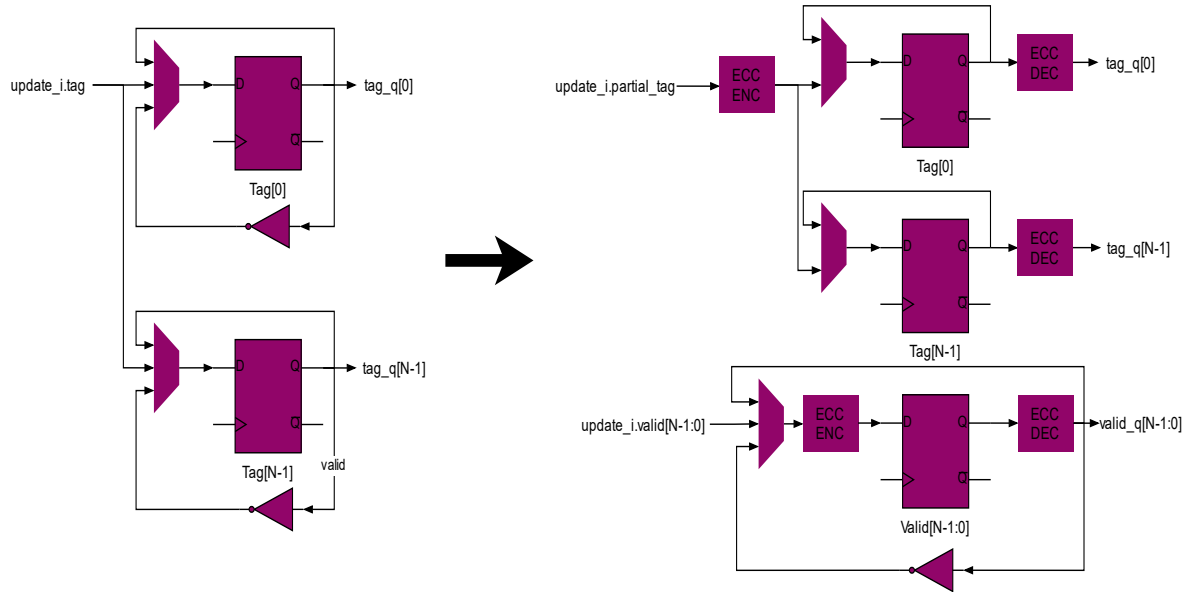 update_i.tag
D
Q
Q
tag_q[0]
Tag[0]
D
Q
Q
tag_q[N-1]
Tag[N-1]
valid
update_i.partial_tag
ECC
ENC
D
Q
Q
ECC
DEC
tag_q[0]
Tag[0]
D
Q
Q
ECC
DEC
tag_q[N-1]
Tag[N-1]
update_i.valid[N-1:0]
ECC
ENC
D
Q
Q
ECC
DEC
valid_q[N-1:0]
Valid[N-1:0]